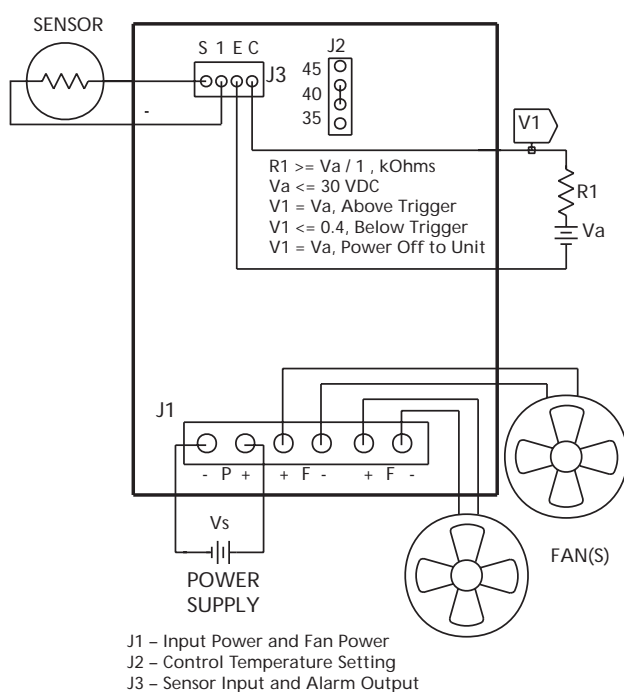 SENSOR
S 1 E C
J3
J2
45
40
35
-
V1
R1 >= Va / 1 , kOhms
Va <= 30 VDC
V1 = Va, Above Trigger
V1 <= 0.4, Below Trigger
V1 = Va, Power Off to Unit
R1
Va
J1
- P + + F - + F -
Vs
POWER
SUPPLY
FAN(S)
J1 – Input Power and Fan Power
J2 – Control Temperature Setting
J3 – Sensor Input and Alarm Output